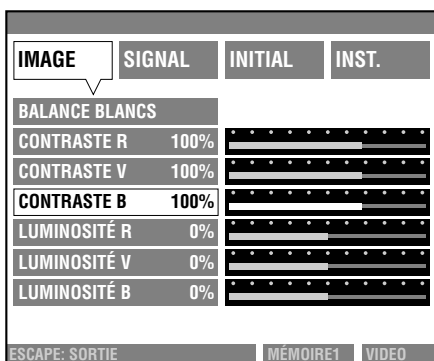 IMAGE SIGNAL INITIAL INST.
BALANCE BLANCS
CONTRASTE R 100%
CONTRASTE V 100%
CONTRASTE B 100%
LUMINOSITÉ R 0%
LUMINOSITÉ V 0%
LUMINOSITÉ B 0%
ESCAPE: SORTIE MÉMOIRE1 VIDEO